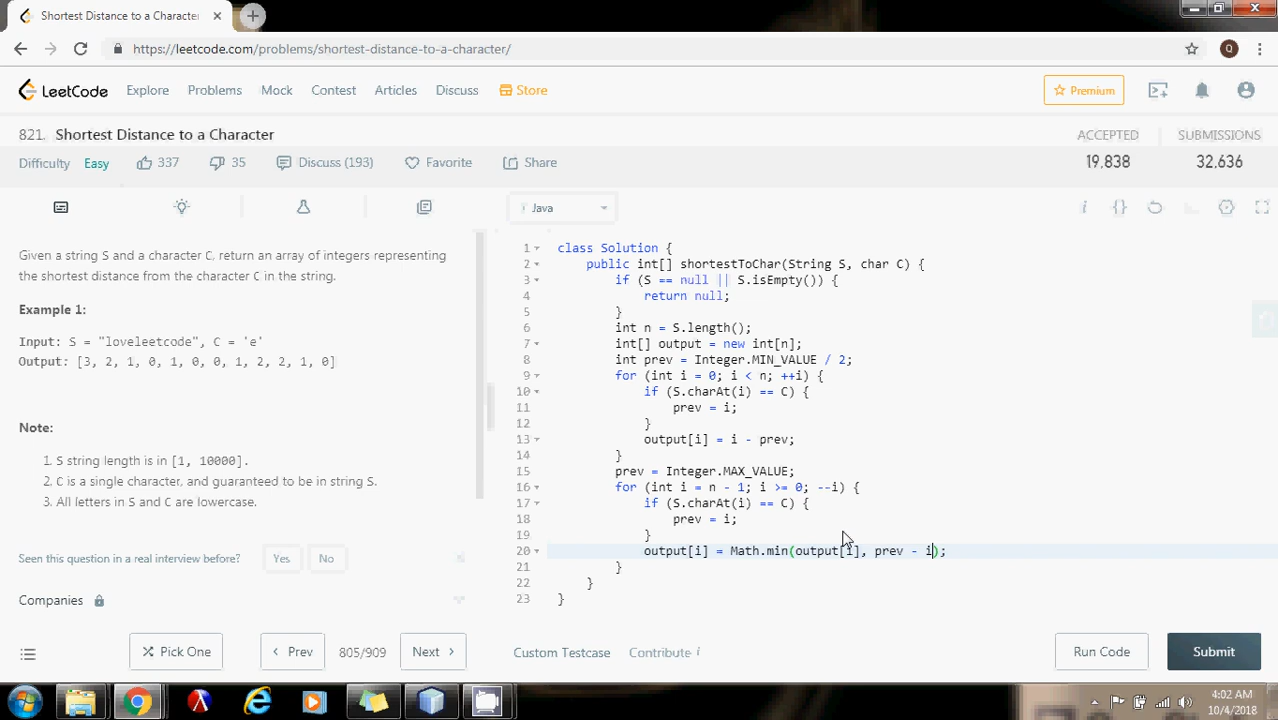 Shortest Distance to a Character
https://leetcode.com/problems/shortest-distance-to-a-character/
Q
LeetCode
Explore
Problems
Mock
Contest
Articles
Discuss
Store
Premium
821. Shortest Distance to a Character
ACCEPTED
SUBMISSIONS
Difficulty
Easy
337
35
Discuss (193)
Favorite
Share
19,838
32,636
Java
Given a string S and a character C, return an array of integers representing
the shortest distance from the character C in the string.
Example 1:
Input: S = "loveleetcode", C = 'e'
Output: [3, 2, 1, 0, 1, 0, 0, 1, 2, 2, 1, 0]
Note:
1. S string length is in [1, 10000].
2. C is a single character, and guaranteed to be in string S.
3. All letters in S and C are lowercase.
Seen this question in a real interview before?
Yes
No
Companies
1 class Solution {
2 public int[] shortestToChar(String S, char C) {
3 if (S == null || S.isEmpty()) {
4 return null;
5 }
6 int n = S.length();
7 int[] output = new int[n];
8 int prev = Integer.MIN_VALUE / 2;
9 for (int i = 0; i < n; ++i) {
10 if (S.charAt(i) == C) {
11 prev = i;
12 }
13 output[i] = i - prev;
14 }
15 prev = Integer.MAX_VALUE;
16 for (int i = n - 1; i >= 0; --i) {
17 if (S.charAt(i) == C) {
18 prev = i;
19 }
20 output[i] = Math.min(output[i], prev - i);
21 }
22 }
23 }
Pick One
Prev
805/909
Next
Custom Testcase
Contribute i
Run Code
Submit
4:02 AM
10/4/2018